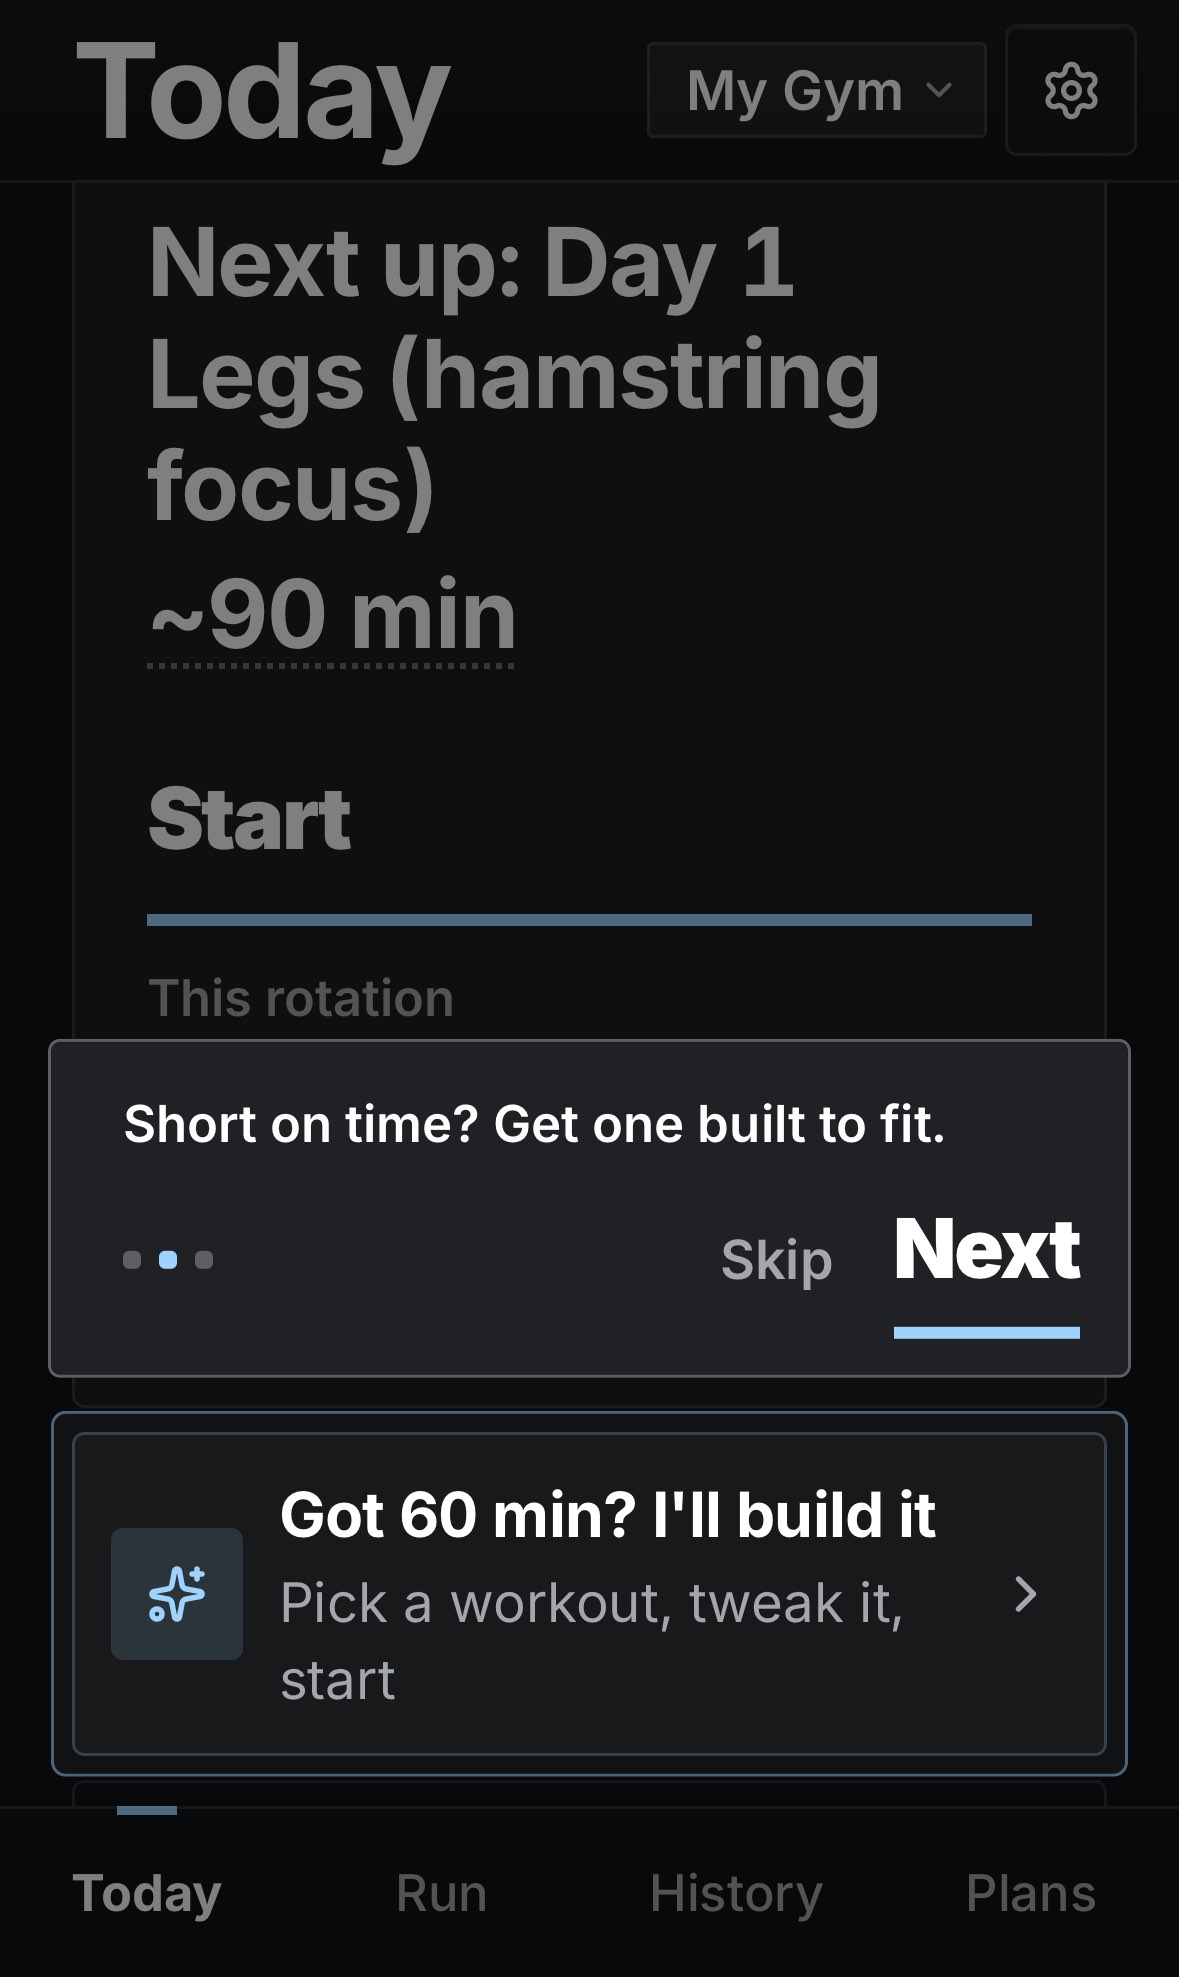 Today
My Gym
Next up: Day 1
Legs (hamstring
focus)
~90 min
Start
This rotation
Short on time? Get one built to fit.
Skip
Next
Got 60 min? I'll build it
Pick a workout, tweak it,
start
Today
Run
History
Plans